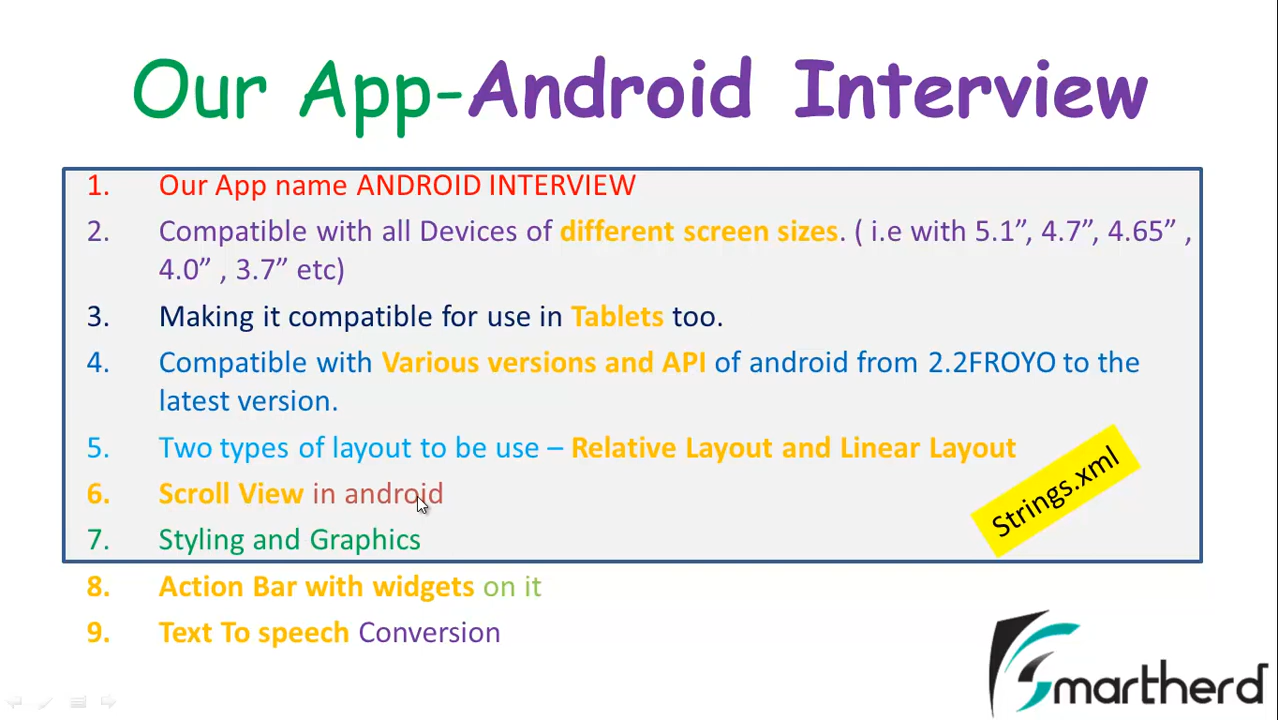 Our App-Android Interview
1. Our App name ANDROID INTERVIEW
2. Compatible with all Devices of different screen sizes. ( i.e with 5.1”, 4.7”, 4.65” ,
4.0” , 3.7” etc)
3. Making it compatible for use in Tablets too.
4. Compatible with Various versions and API of android from 2.2FROYO to the
latest version.
5. Two types of layout to be use – Relative Layout and Linear Layout
6. Scroll View in android
Strings.xml
7. Styling and Graphics
8. Action Bar with widgets on it
9. Text To speech Conversion
Smartherd